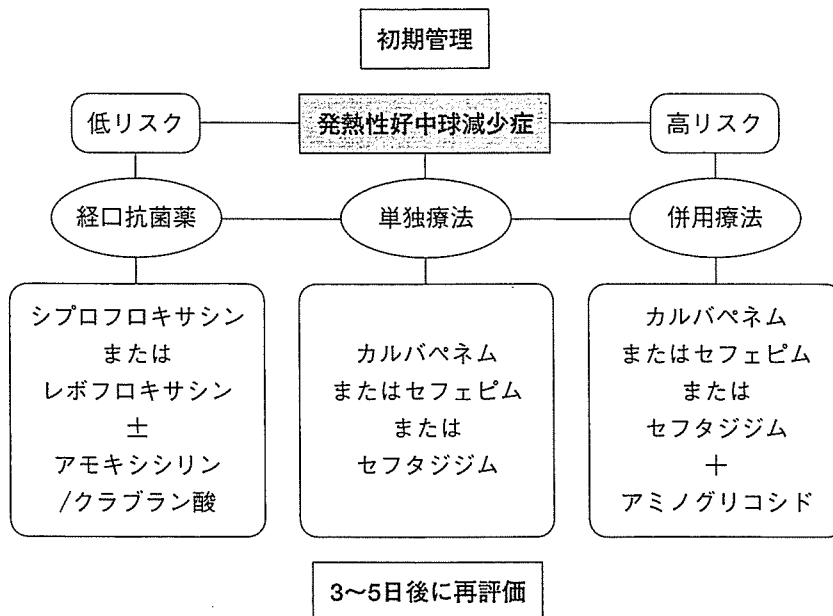 初期管理
低リスク
発熱性好中球減少症
高リスク
経口抗菌薬
単独療法
併用療法
シプロフロキサシン
または
レボフロキサシン
±
アモキシシリン
/クラブラン酸
カルバペネム
またはセフェピム
または
セフタジジム
カルバペネム
またはセフェピム
または
セフタジジム
+
アミノグリコシド
3〜5日後に再評価